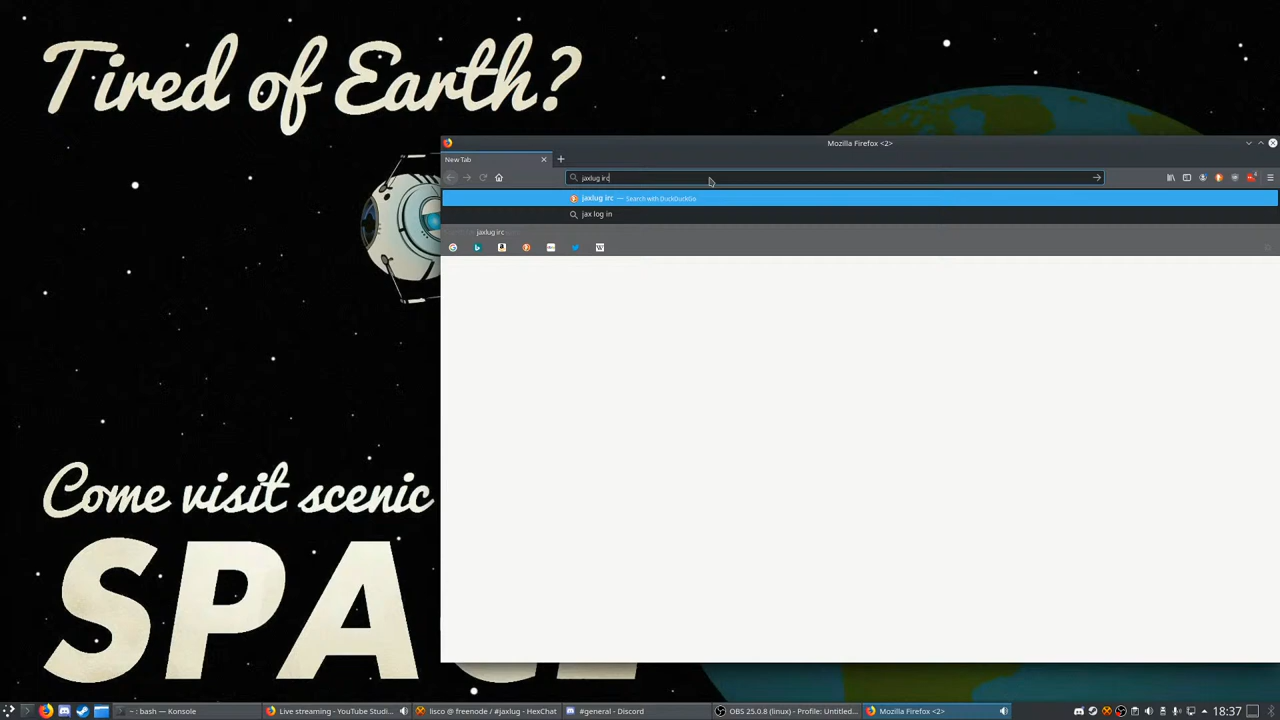 Tired of Earth?
Mozilla Firefox <2>
New Tab
jaxlug irc
jaxlug irc — Search with DuckDuckGo
jax log in
jaxlug irc
Come visit scenic
SPACE
~ : bash — Konsole
Live streaming - YouTube Studi...
lisco @ freenode / #jaxlug - HexChat
#general - Discord
OBS 25.0.8 (linux) - Profile: Untitled...
Mozilla Firefox <2>
18:37